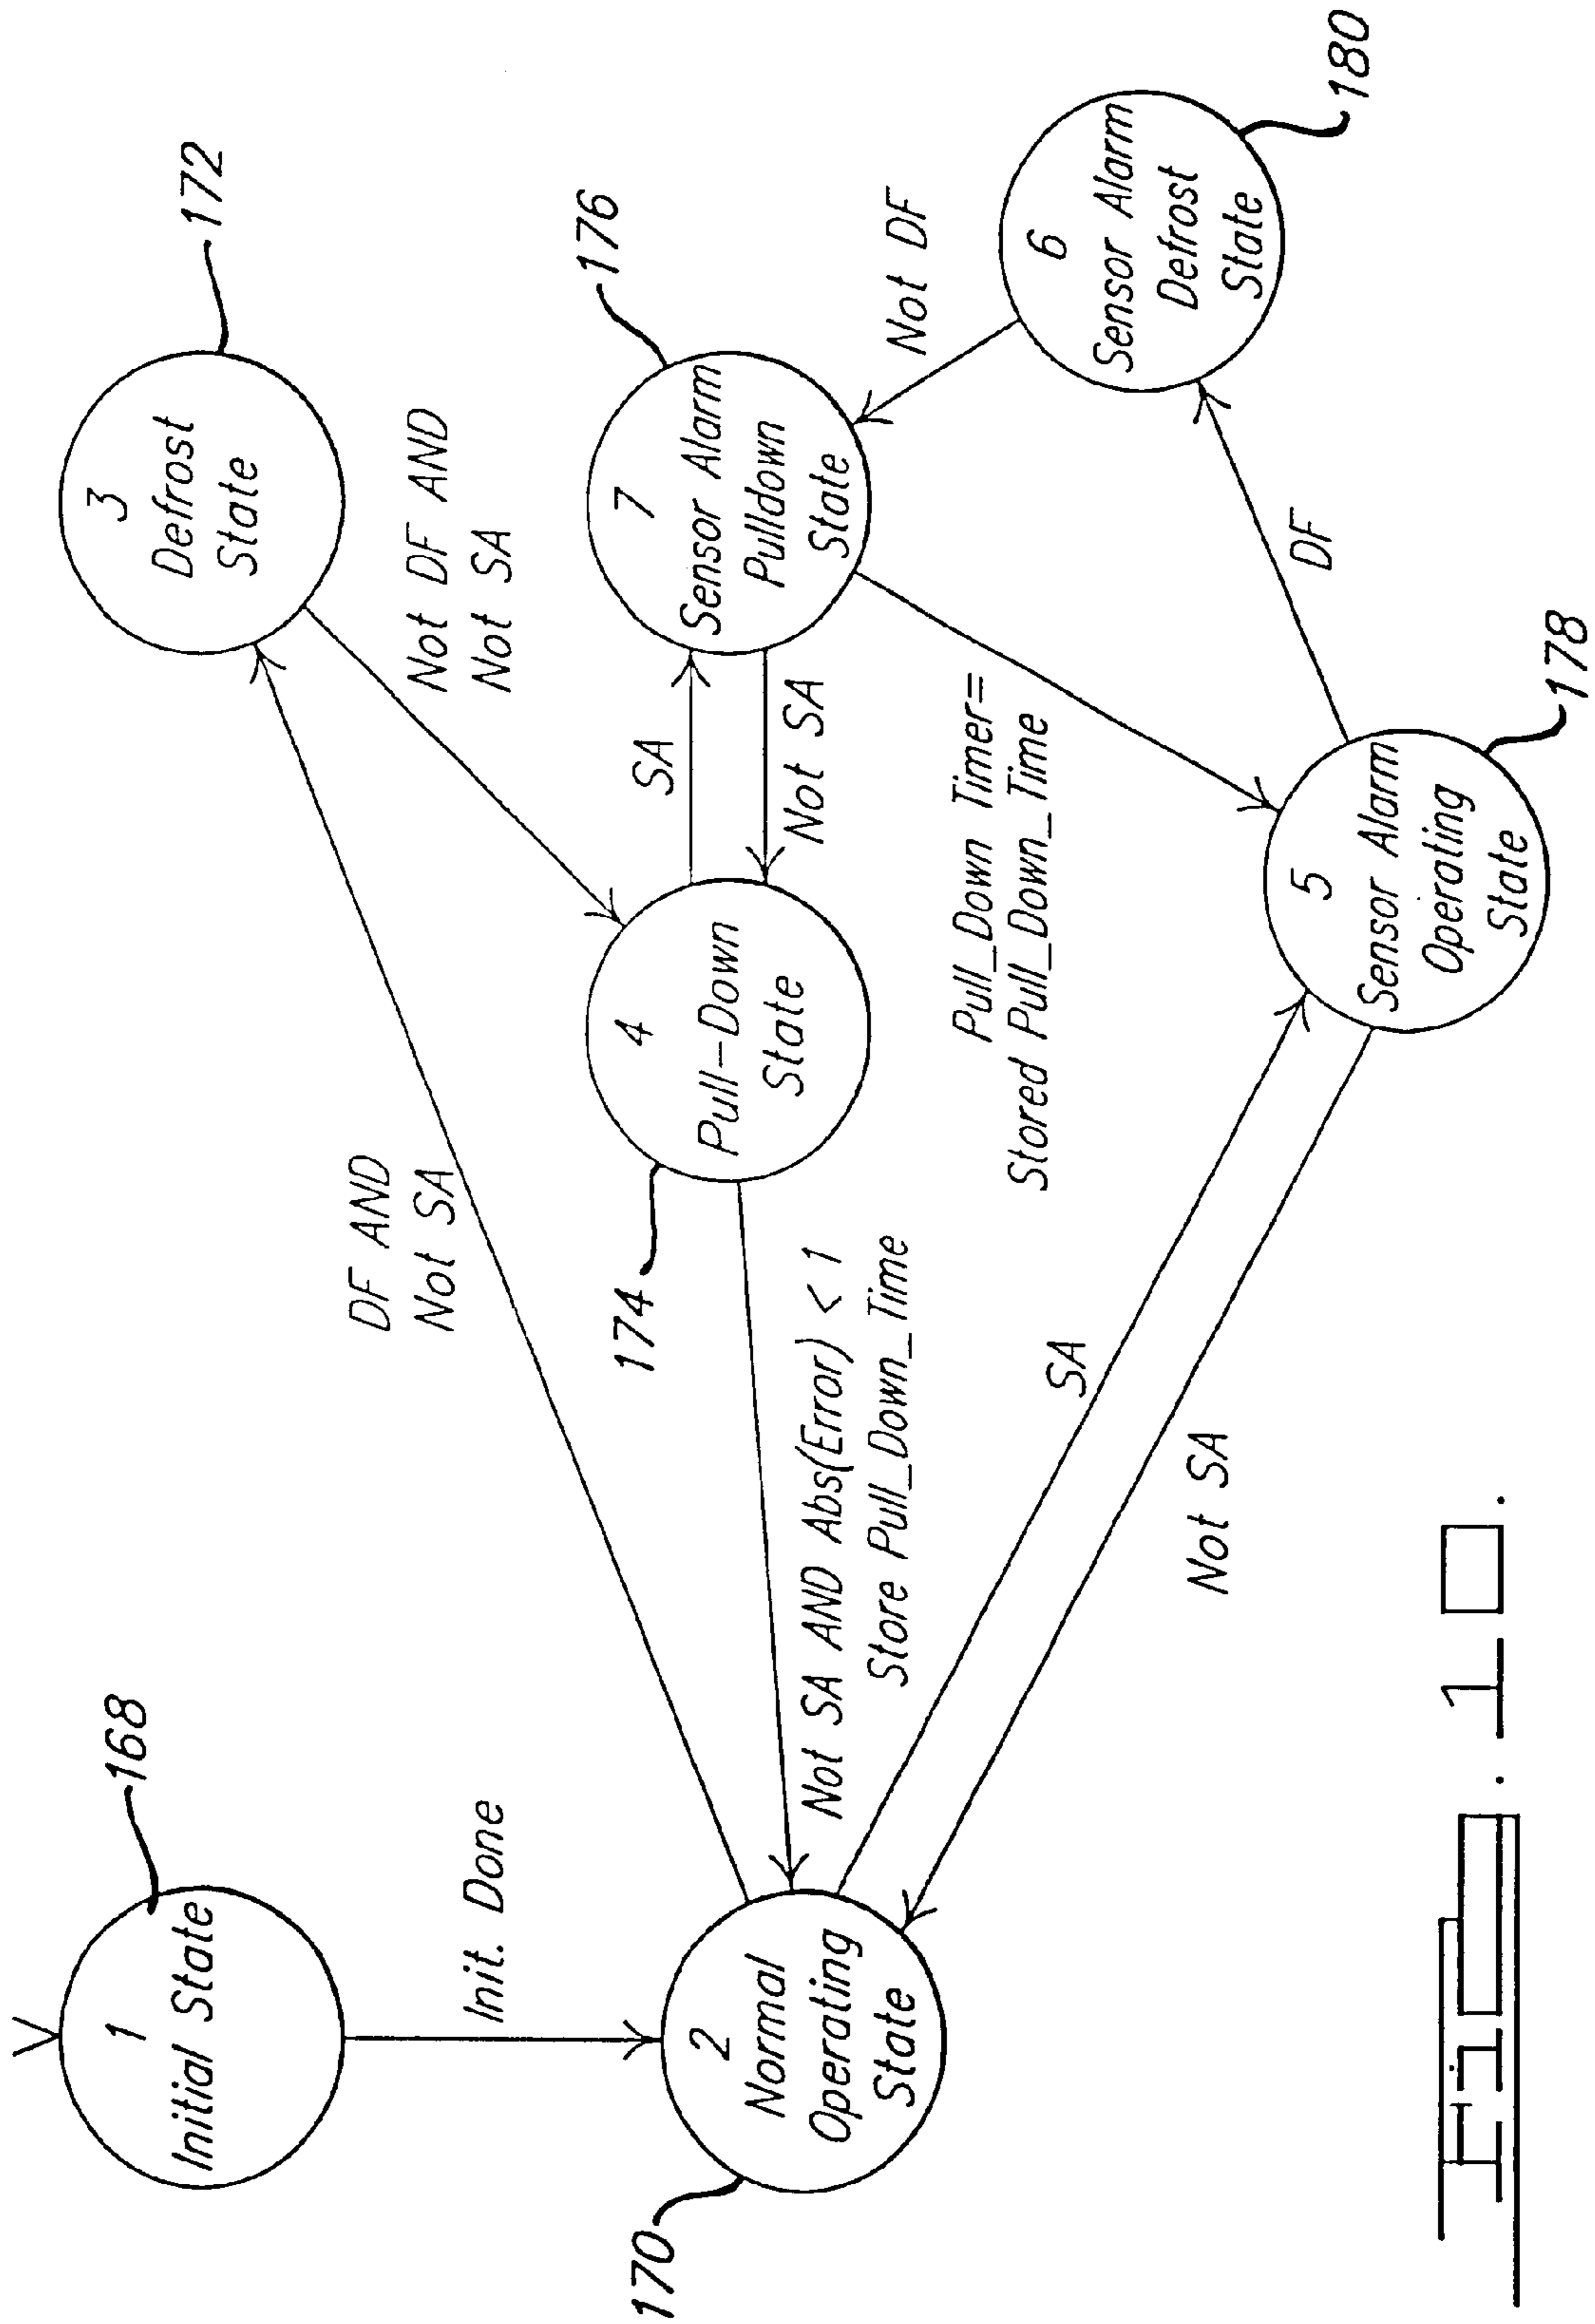 168
1
Initial State
Init. Done
170
2
Normal
Operating
State
DF AND
Not SA
172
3
Defrost
State
Not DF AND
Not SA
174
4
Pull-Down
State
SA
Not SA
176
7
Sensor Alarm
Pulldown
State
Not SA AND Abs(Error) < 1
Store Pull_Down_Time
Pull_Down Timer=
Stored Pull_Down_Time
Not DF
6
Sensor Alarm
Defrost
State
180
SA
Not SA
DF
5
Sensor Alarm
Operating
State
178
Fig. 10.